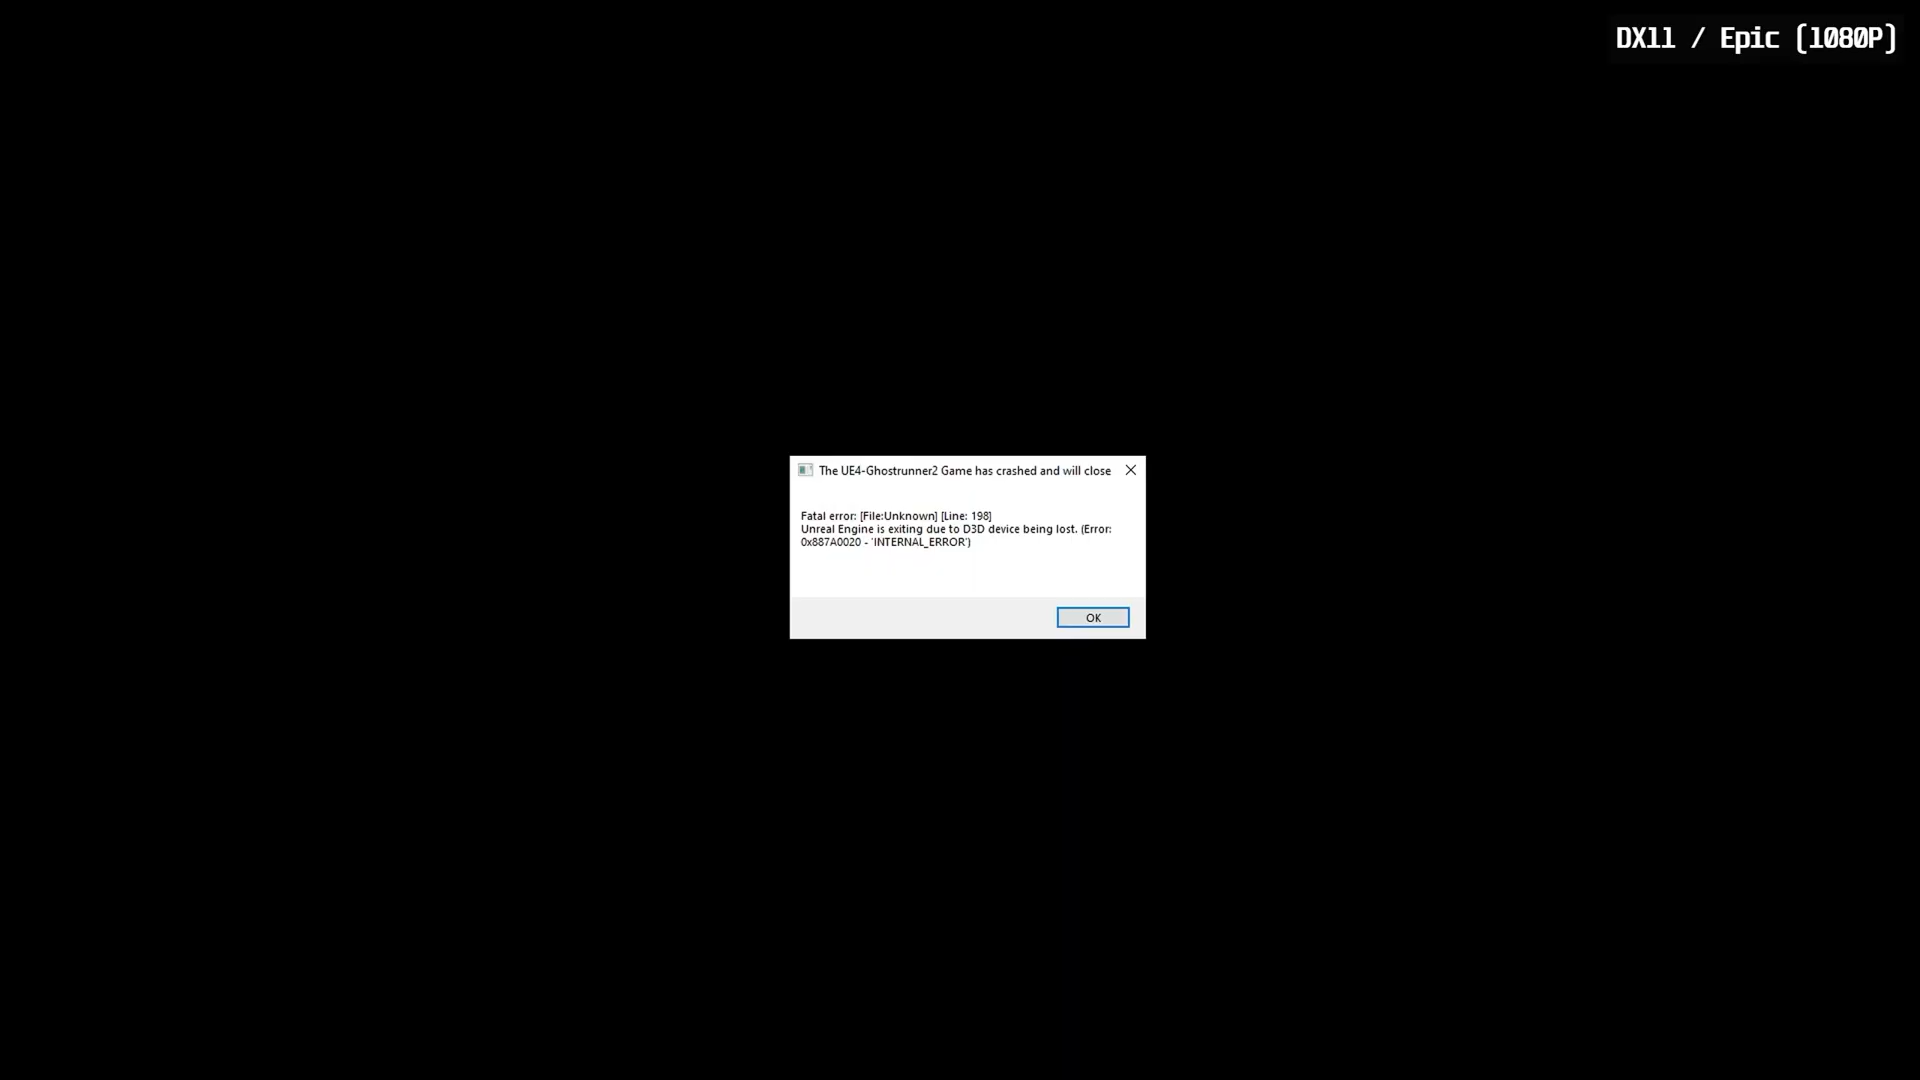 DX11 / Epic [1080P]
The UE4-Ghostrunner2 Game has crashed and will close
Fatal error: [File:Unknown] [Line: 198]
Unreal Engine is exiting due to D3D device being lost. (Error:
0x887A0020 - 'INTERNAL_ERROR')
OK